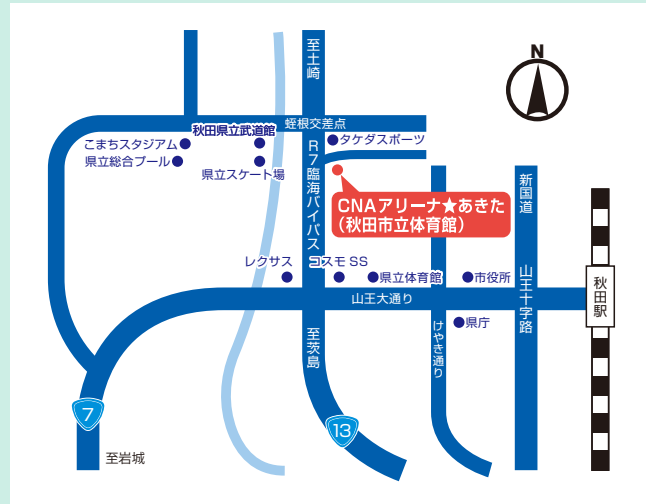 N
至土崎
蛭根交差点
秋田県立武道館
こまちスタジアム
県立総合プール
県立スケート場
タケダスポーツ
R7臨海バイパス
CNAアリーナ★あきた
(秋田市立体育館)
新国道
レクサス
コスモSS
県立体育館
市役所
山王大通り
山王十字路
秋田駅
県庁
けやき通り
至茨島
7
13
至岩城